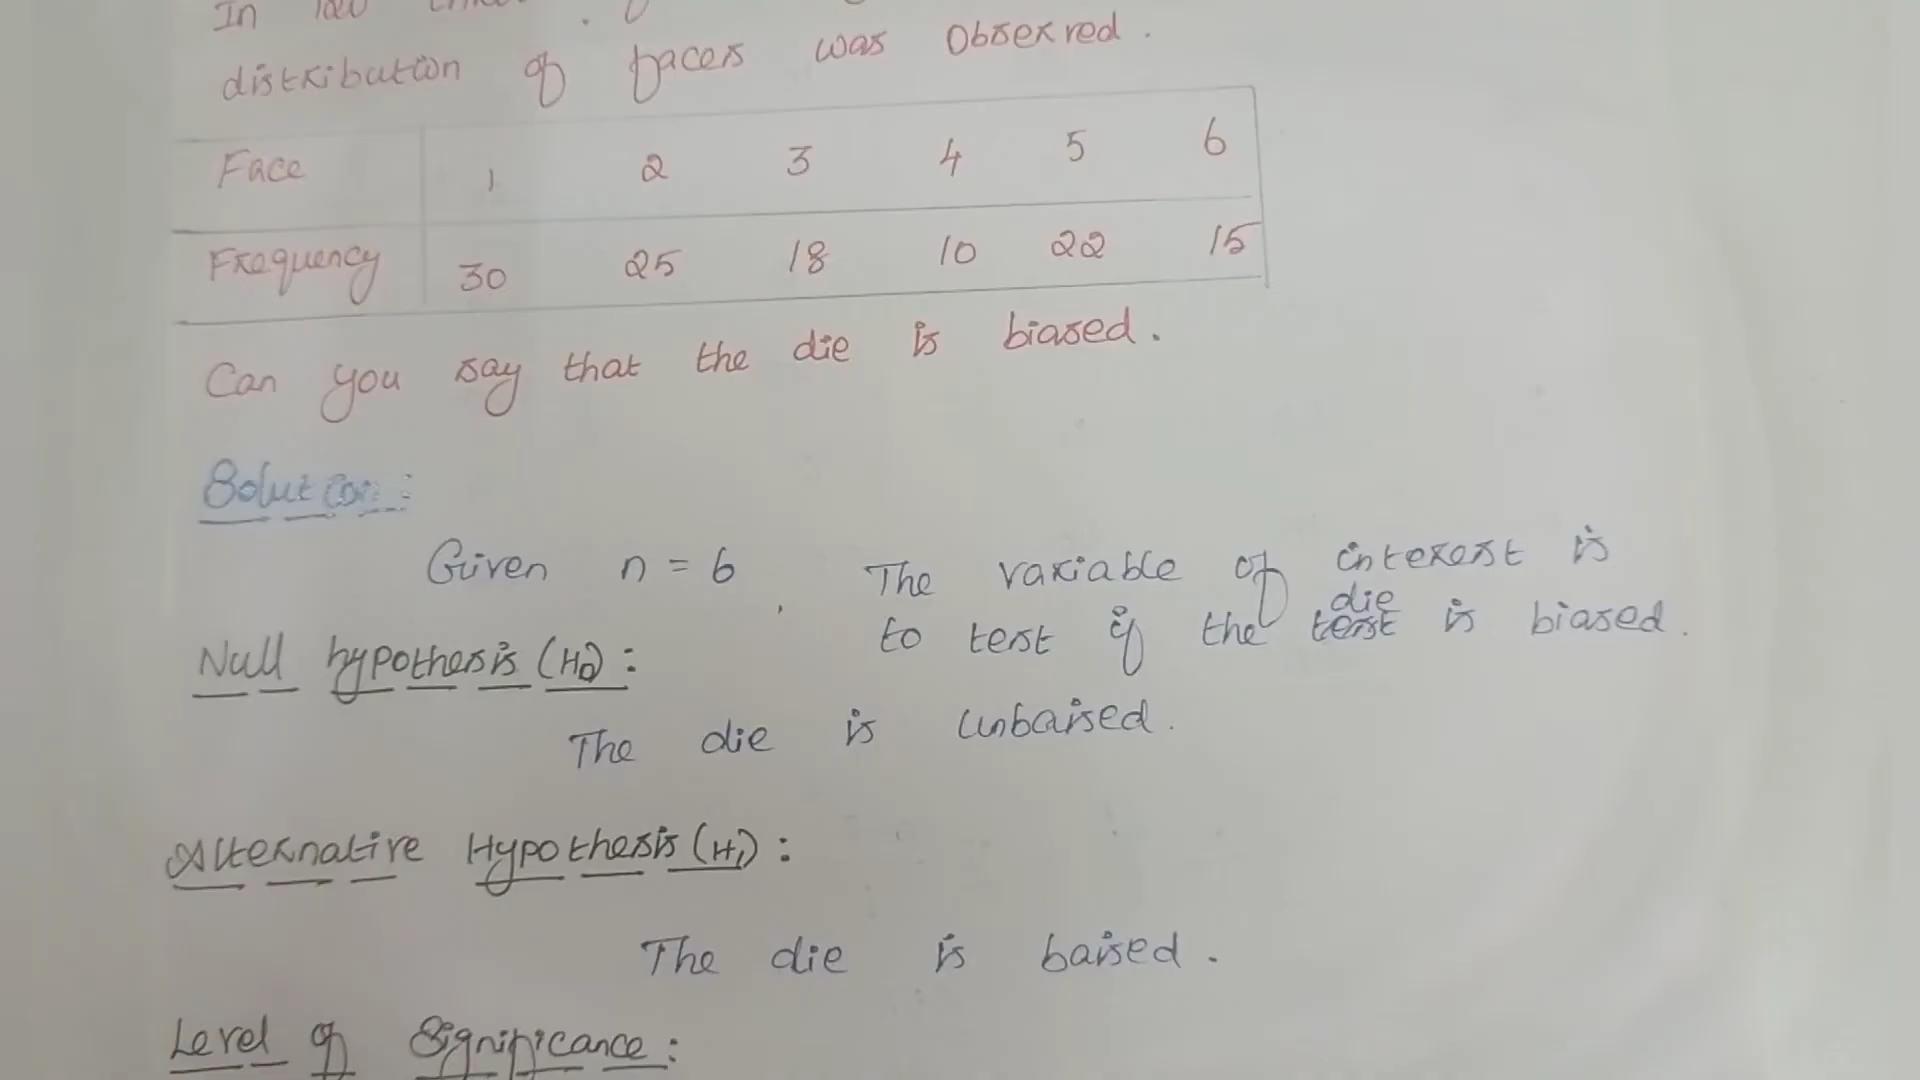 In 120
distribution of faces was observed.
Face 1 2 3 4 5 6
Frequency 30 25 18 10 22 15
Can you say that the die is biased.
Solution:
Given n = 6, The variable of interest is
to test if the die is biased.
Null hypothesis (H0):
The die is unbaised.
Alternative Hypothesis (H1):
The die is baised.
Level of Significance: